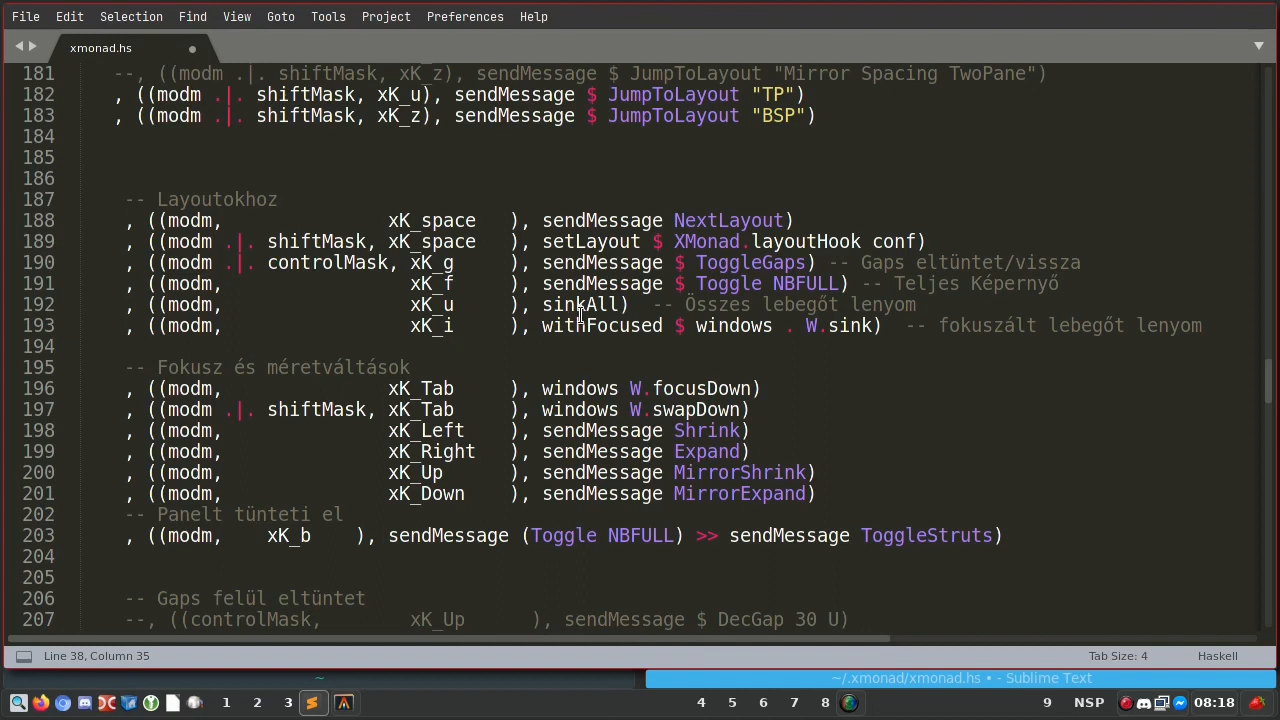 File Edit Selection Find View Goto Tools Project Preferences Help
xmonad.hs
181 --, ((modm .|. shiftMask, xK_z), sendMessage $ JumpToLayout "Mirror Spacing TwoPane")
182 , ((modm .|. shiftMask, xK_u), sendMessage $ JumpToLayout "TP")
183 , ((modm .|. shiftMask, xK_z), sendMessage $ JumpToLayout "BSP")
184
185
186
187 -- Layoutokhoz
188 , ((modm, xK_space ), sendMessage NextLayout)
189 , ((modm .|. shiftMask, xK_space ), setLayout $ XMonad.layoutHook conf)
190 , ((modm .|. controlMask, xK_g ), sendMessage $ ToggleGaps) -- Gaps eltüntet/vissza
191 , ((modm, xK_f ), sendMessage $ Toggle NBFULL) -- Teljes Képernyő
192 , ((modm, xK_u ), sinkAll) -- Összes lebegőt lenyom
193 , ((modm, xK_i ), withFocused $ windows . W.sink) -- fokuszált lebegőt lenyom
194
195 -- Fokusz és méretváltások
196 , ((modm, xK_Tab ), windows W.focusDown)
197 , ((modm .|. shiftMask, xK_Tab ), windows W.swapDown)
198 , ((modm, xK_Left ), sendMessage Shrink)
199 , ((modm, xK_Right ), sendMessage Expand)
200 , ((modm, xK_Up ), sendMessage MirrorShrink)
201 , ((modm, xK_Down ), sendMessage MirrorExpand)
202 -- Panelt tünteti el
203 , ((modm, xK_b ), sendMessage (Toggle NBFULL) >> sendMessage ToggleStruts)
204
205
206 -- Gaps felül eltüntet
207 --, ((controlMask, xK_Up ), sendMessage $ DecGap 30 U)
Line 38, Column 35 Tab Size: 4 Haskell
~ ~/.xmonad/xmonad.hs • - Sublime Text
1 2 3 4 5 6 7 8 9 NSP 08:18